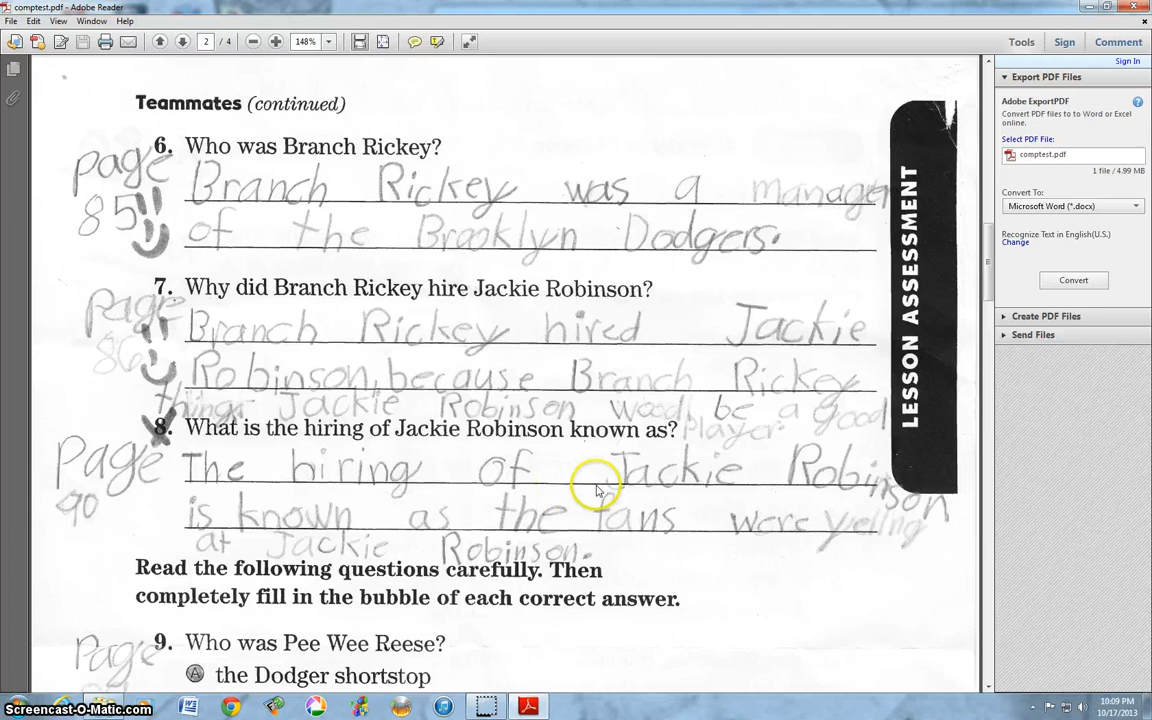 comptest.pdf - Adobe Reader
File Edit View Window Help
2 / 4 148% Tools Sign Comment
Sign In
Export PDF Files
Adobe ExportPDF
Convert PDF files to to Word or Excel online.
Select PDF File:
comptest.pdf
1 file / 4.99 MB
Convert To:
Microsoft Word (*.docx)
Recognize Text in English(U.S.)
Change
Convert
Create PDF Files
Send Files
LESSON ASSESSMENT
Teammates (continued)
6. Who was Branch Rickey?
page 85
Branch Rickey was a manager
of the Brooklyn Dodgers.
7. Why did Branch Rickey hire Jackie Robinson?
page 86
Branch Rickey hired Jackie
Robinson, because Branch Rickey
things Jackie Robinson wood be a good
player.
8. What is the hiring of Jackie Robinson known as?
Page 90
The hiring of Jackie Robinson
is known as the fans were yelling
at Jackie Robinson.
Read the following questions carefully. Then
completely fill in the bubble of each correct answer.
9. Who was Pee Wee Reese?
Page
A the Dodger shortstop
Screencast-O-Matic.com
10:09 PM
10/17/2013